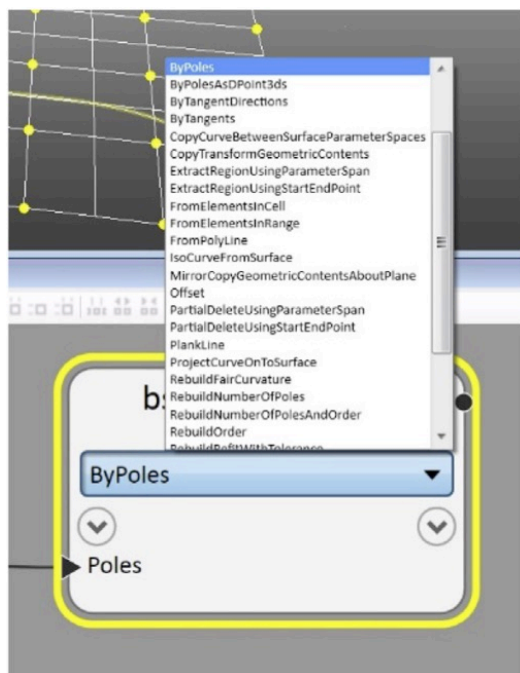 ByPoles
ByPolesAsDPoint3ds
ByTangentDirections
ByTangents
CopyCurveBetweenSurfaceParameterSpaces
CopyTransformGeometricContents
ExtractRegionUsingParameterSpan
ExtractRegionUsingStartEndPoint
FromElementsInCell
FromElementsInRange
FromPolyLine
IsoCurveFromSurface
MirrorCopyGeometricContentsAboutPlane
Offset
PartialDeleteUsingParameterSpan
PartialDeleteUsingStartEndPoint
PlankLine
ProjectCurveOnToSurface
RebuildFairCurvature
RebuildNumberOfPoles
RebuildNumberOfPolesAndOrder
RebuildOrder
RebuildRefitWithTolerance
ByPoles
Poles